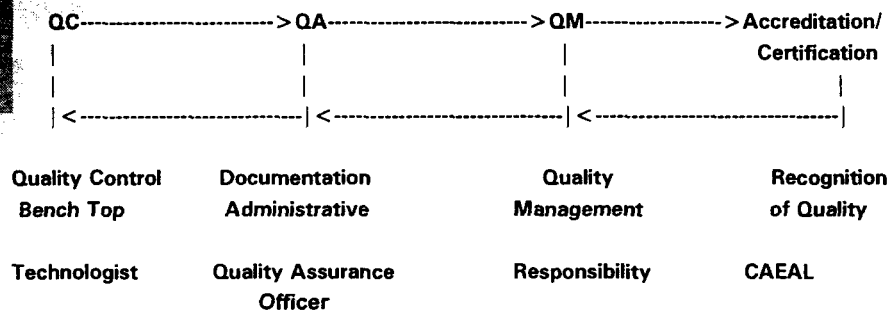 QC------------------------>QA----------------------------->QM------------------>Accreditation/
Certification
|<----------------------------|<-----------------------------|<-------------------------------|
Quality Control Documentation Quality Recognition
Bench Top Administrative Management of Quality
Technologist Quality Assurance Responsibility CAEAL
Officer